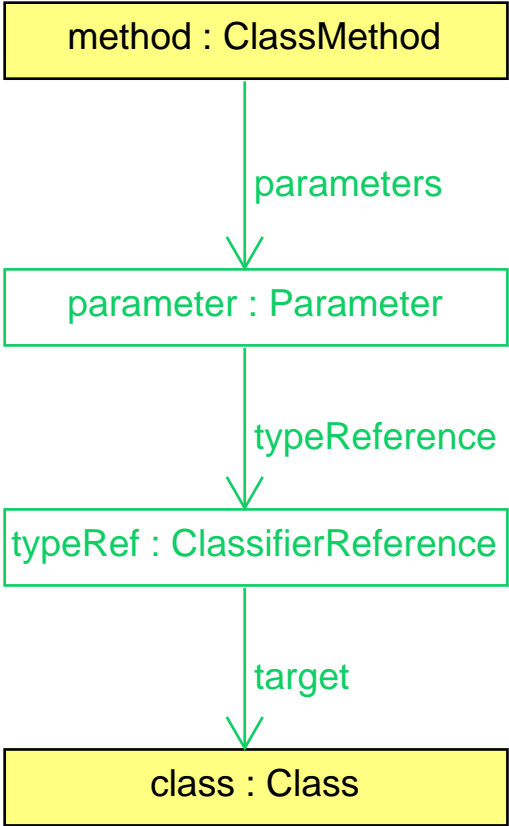 method : ClassMethod
parameters
parameter : Parameter
typeReference
typeRef : ClassifierReference
target
class : Class